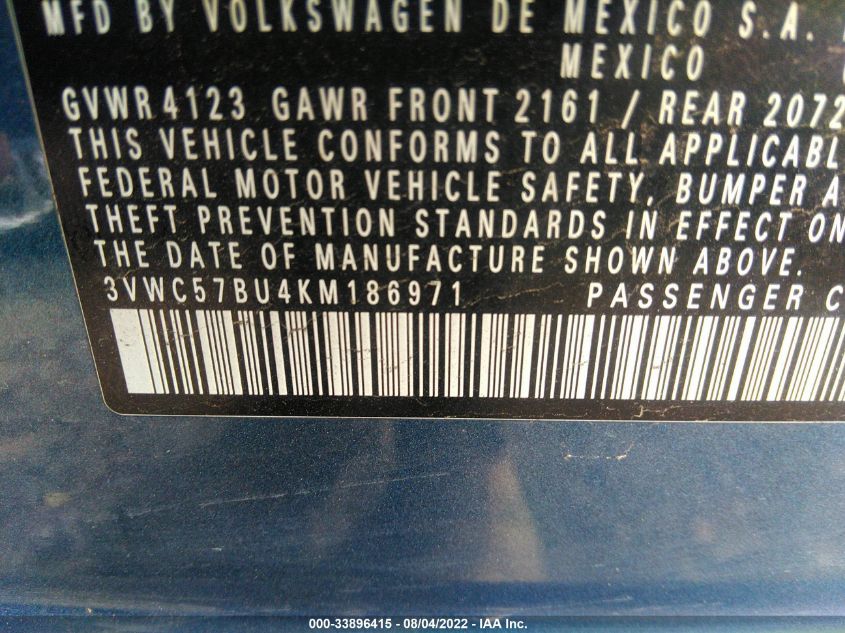 MFD BY VOLKSWAGEN DE MEXICO S.A.
MEXICO
GVWR 4123 GAWR FRONT 2161 / REAR 2072
THIS VEHICLE CONFORMS TO ALL APPLICABL
FEDERAL MOTOR VEHICLE SAFETY, BUMPER A
THEFT PREVENTION STANDARDS IN EFFECT ON
THE DATE OF MANUFACTURE SHOWN ABOVE.
3VWC57BU4KM186971 PASSENGER C
000-33896415 - 08/04/2022 - IAA Inc.